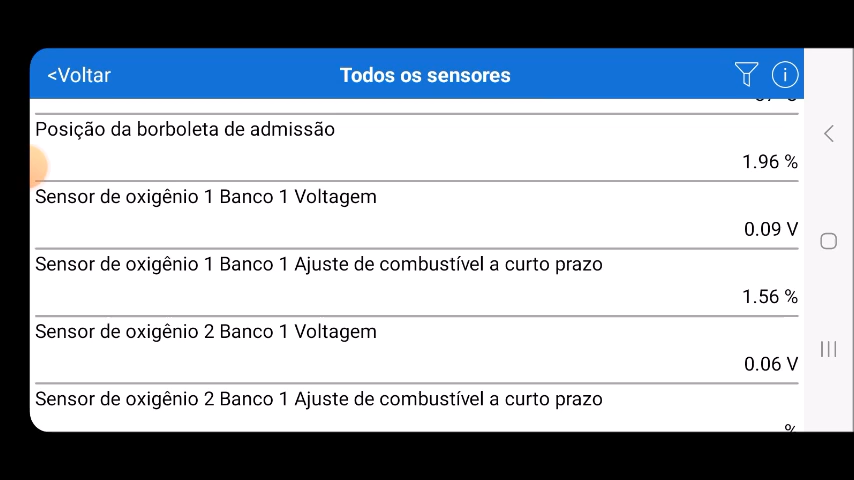 <Voltar
Todos os sensores
Posição da borboleta de admissão
1.96 %
Sensor de oxigênio 1 Banco 1 Voltagem
0.09 V
Sensor de oxigênio 1 Banco 1 Ajuste de combustível a curto prazo
1.56 %
Sensor de oxigênio 2 Banco 1 Voltagem
0.06 V
Sensor de oxigênio 2 Banco 1 Ajuste de combustível a curto prazo
%